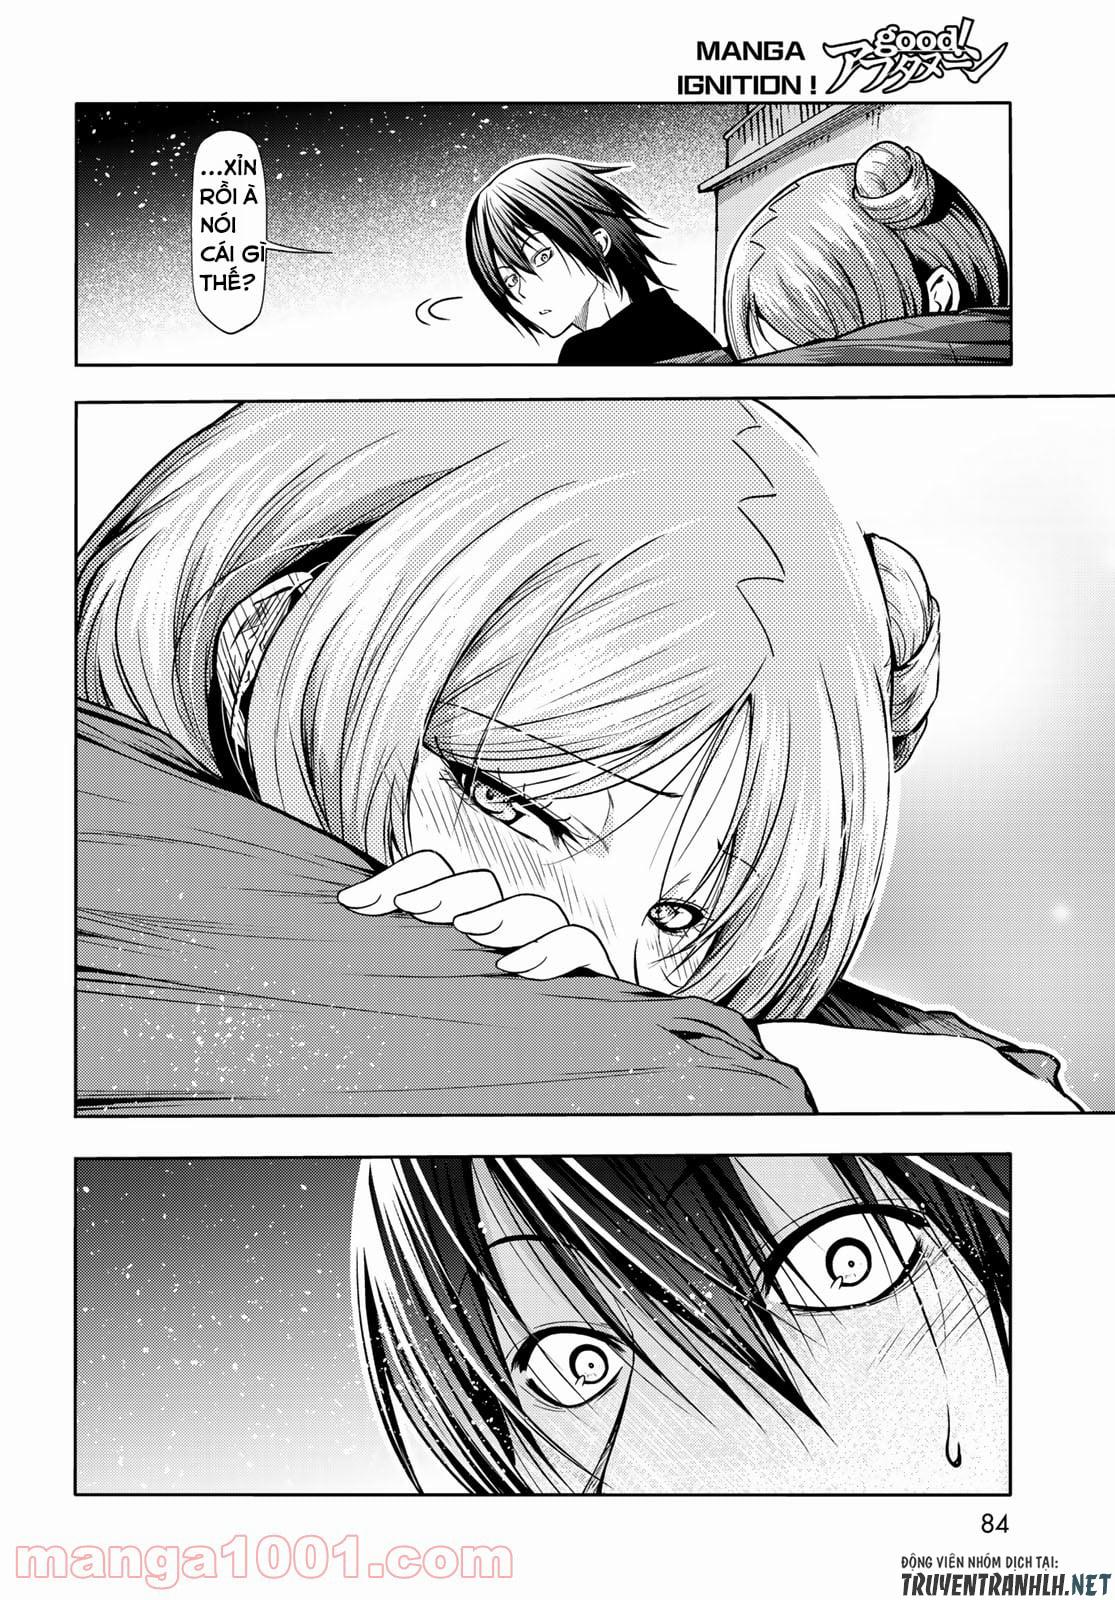 MANGA
IGNITION !
good!
アフタヌーン
...XỈN
RỒI À
NÓI
CÁI GÌ
THẾ?
84
manga1001.com
ĐỘNG VIÊN NHÓM DỊCH TẠI:
TRUYENTRANHLH.NET